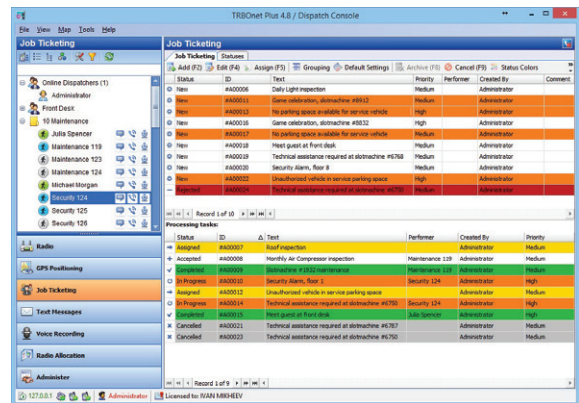 TRBOnet Plus 4.8 / Dispatch Console
File View Map Tools Help
Job Ticketing
Online Dispatchers (1)
Administrator
Front Desk
10 Maintenance
Julia Spencer
Maintenance 119
Maintenance 123
Maintenance 124
Michael Morgan
Security 124
Security 125
Security 126
Radio
GPS Positioning
Job Ticketing
Text Messages
Voice Recording
Radio Allocation
Administer
Job Ticketing
Job Ticketing Statuses
Add (F2) Edit (F4) Assign (F5) Grouping Default Settings Archive (F8) Cancel (F9) Status Colors
Status ID Text Priority Performer Created By Comment
New #A00006 Daily Light inspection Medium Administrator
New #A00011 Game celebration, slotmachine #8912 Medium Administrator
New #A00013 No parking space available for service vehicle High Administrator
New #A00016 Game celebration, slotmachine #8832 High Administrator
New #A00017 No parking space available for service vehicle Medium Administrator
New #A00018 Meet guest at front desk Medium Administrator
New #A00019 Technical assistance required at slotmachine #6768 Medium Administrator
New #A00020 Security Alarm, floor 8 Medium Administrator
New #A00022 Unauthorized vehicle in service parking space High Administrator
Rejected #A00024 Technical assistance required at slotmachine #6750 Medium Administrator
Record 1 of 10
Processing tasks:
Status ID Text Performer Created By Priority
Assigned #A00007 Roof inspection Administrator Medium
Accepted #A00008 Monthly Air Compressor inspection Maintenance 119 Administrator Medium
Completed #A00009 Slotmachine #1932 maintenance Maintenance 119 Administrator Medium
In Progress #A00010 Security Alarm, floor 1 Security 124 Administrator High
Assigned #A00012 Unauthorized vehicle in service parking space Administrator Medium
In Progress #A00014 Technical assistance required at slotmachine #6750 Security 124 Administrator High
Completed #A00015 Meet guest at front desk Julia Spencer Administrator High
Cancelled #A00021 Technical assistance required at slotmachine #6787 Administrator Medium
Cancelled #A00023 Technical assistance required at slotmachine #6750 Administrator Medium
Record 1 of 9
127.0.0.1 Administrator Licensed to: IVAN MIKHEEV